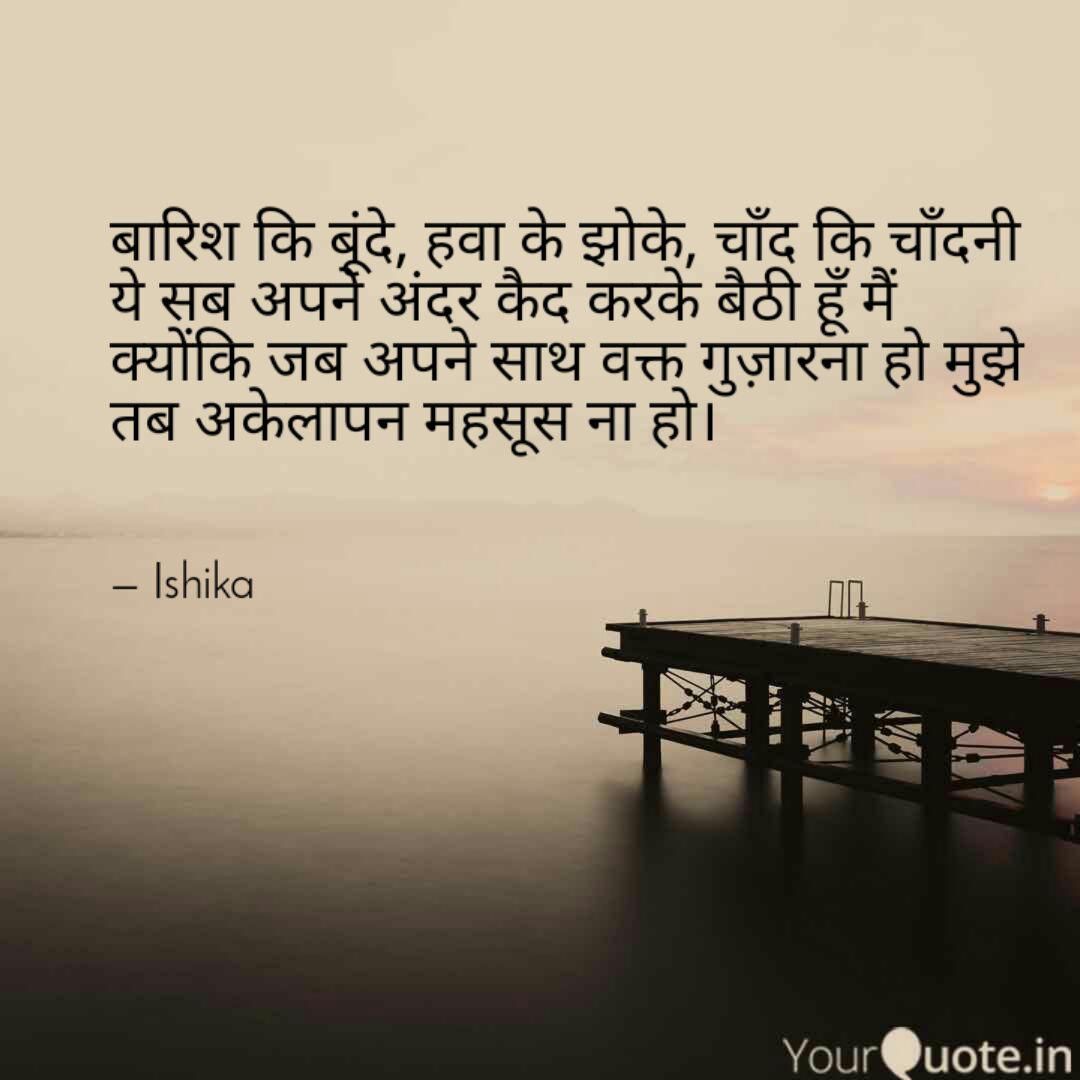 बारिश कि बूंदे, हवा के झोके, चाँद कि चाँदनी
ये सब अपने अंदर कैद करके बैठी हूँ मैं
क्योंकि जब अपने साथ वक्त गुज़ारना हो मुझे
तब अकेलापन महसूस ना हो।
– Ishika
YourQuote.in